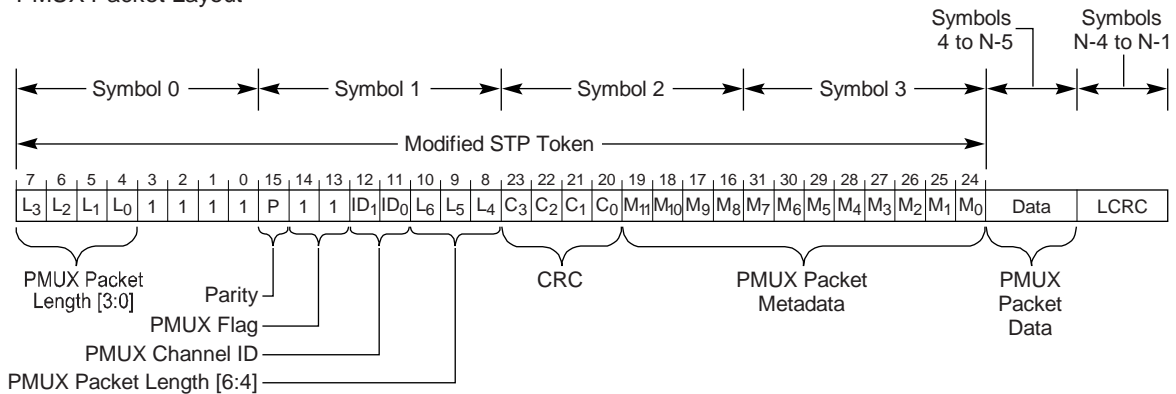 PMUX Packet Layout
Symbols
4 to N-5
Symbols
N-4 to N-1
Symbol 0
Symbol 1
Symbol 2
Symbol 3
Modified STP Token
7 6 5 4 3 2 1 0 15 14 13 12 11 10 9 8 23 22 21 20 19 18 17 16 31 30 29 28 27 26 25 24
L3 L2 L1 L0 1 1 1 1 P 1 1 ID1 ID0 L6 L5 L4 C3 C2 C1 C0 M11 M10 M9 M8 M7 M6 M5 M4 M3 M2 M1 M0 Data LCRC
PMUX Packet
Length [3:0]
Parity
PMUX Flag
PMUX Channel ID
PMUX Packet Length [6:4]
CRC
PMUX Packet
Metadata
PMUX
Packet
Data